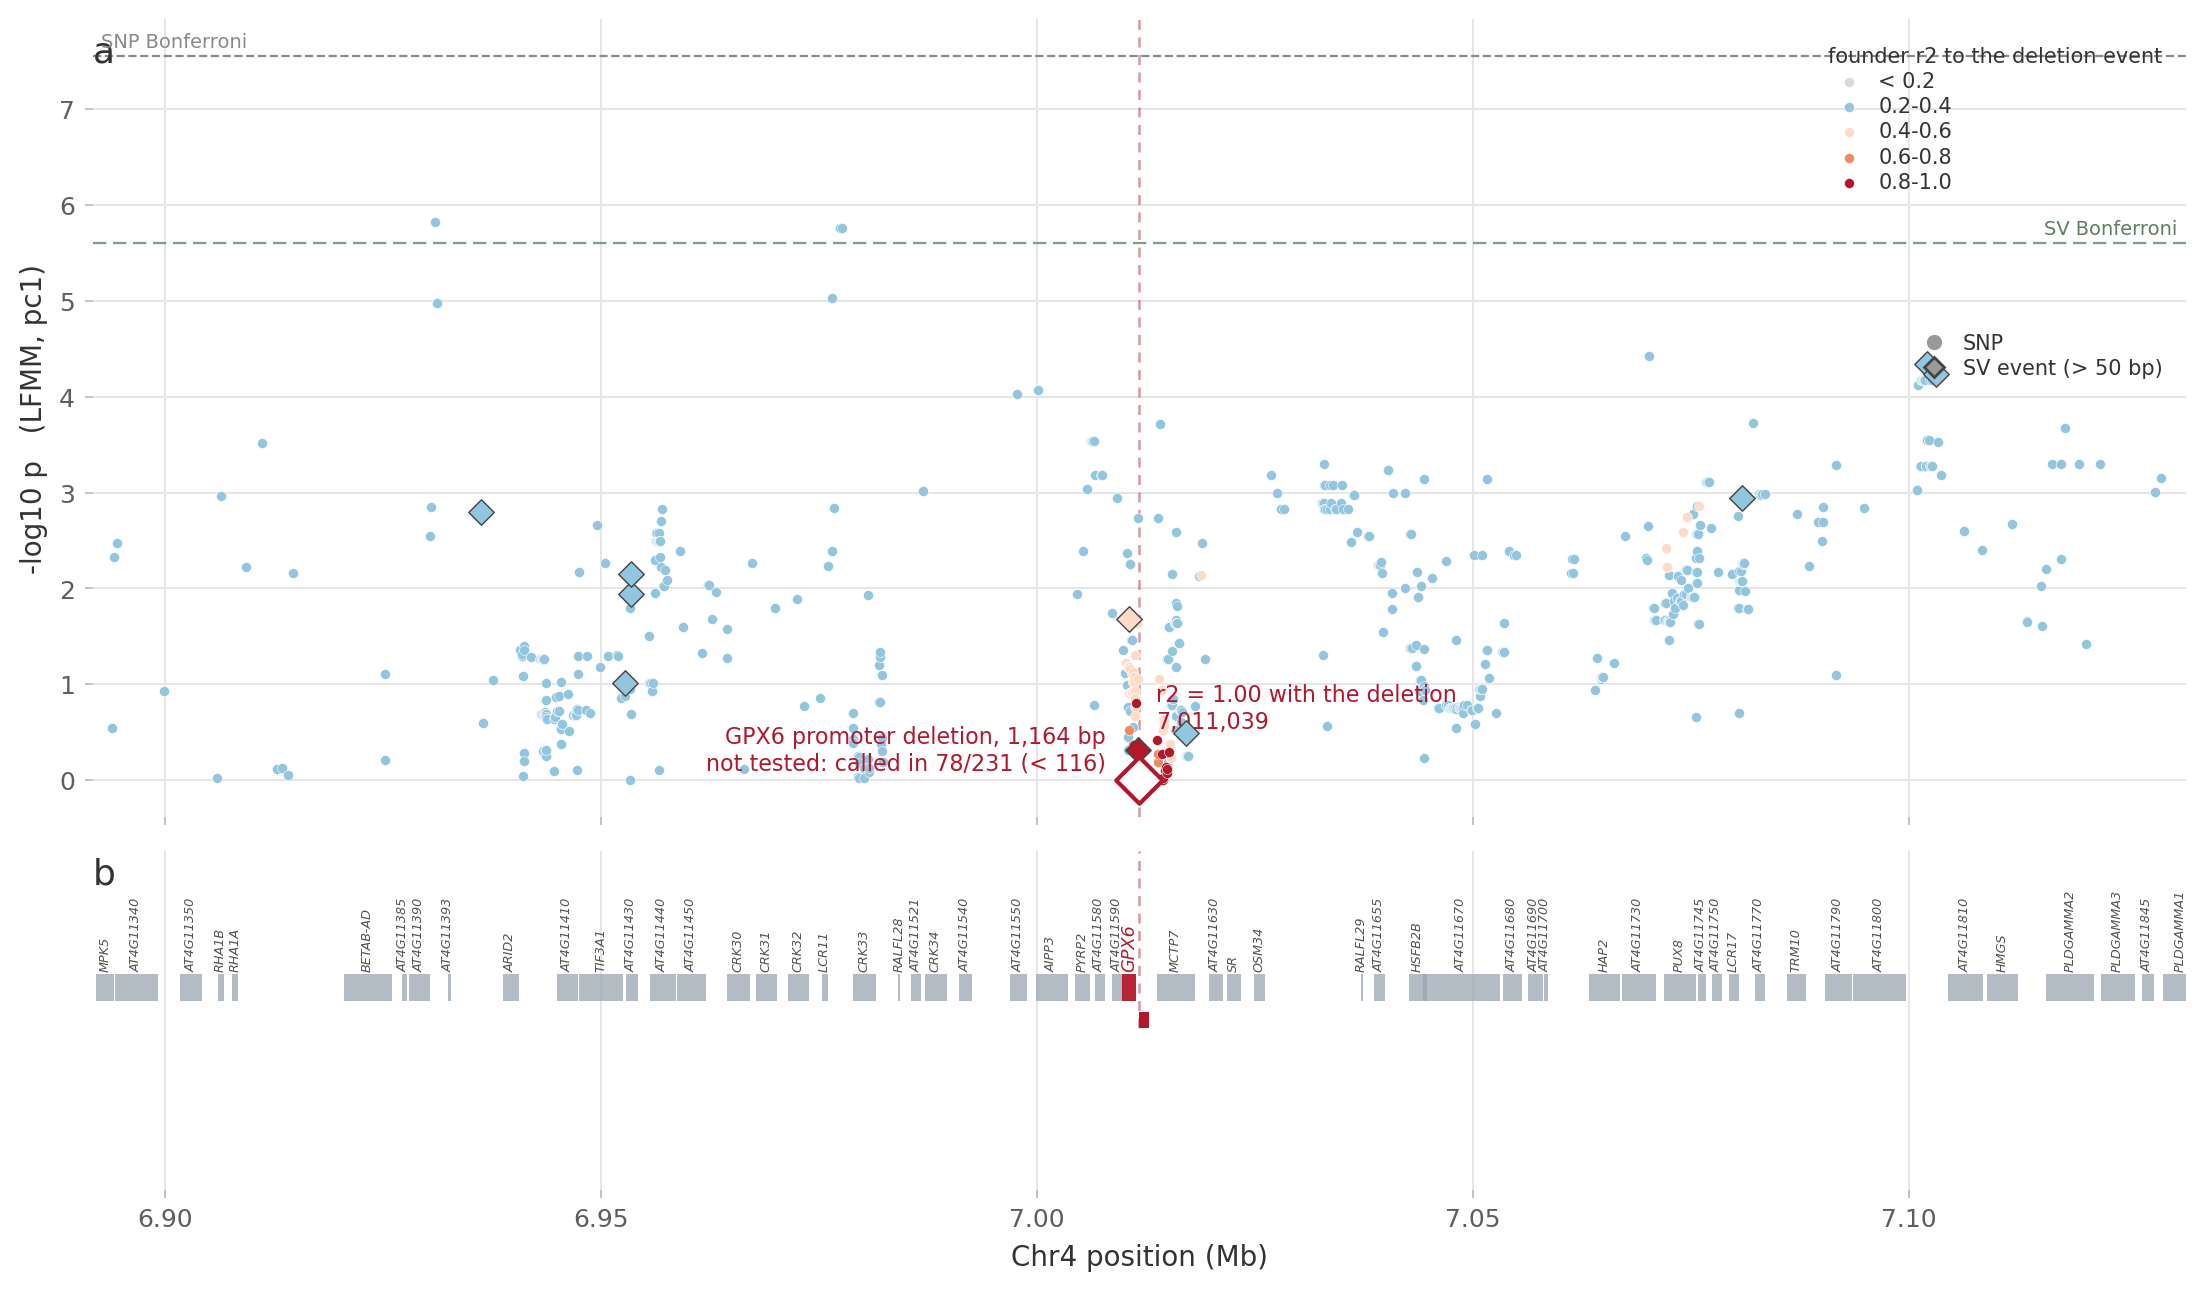 a
SNP Bonferroni
founder r2 to the deletion event
< 0.2
0.2-0.4
0.4-0.6
0.6-0.8
0.8-1.0
7
6
5
4
3
2
1
0
-log10 p (LFMM, pc1)
SV Bonferroni
SNP
SV event (> 50 bp)
r2 = 1.00 with the deletion
7,011,039
GPX6 promoter deletion, 1,164 bp
not tested: called in 78/231 (< 116)
b
MPK5
AT4G11340
AT4G11350
RHA1B
RHA1A
BETAB-AD
AT4G11385
AT4G11390
AT4G11393
ARID2
AT4G11410
TIF3A1
AT4G11430
AT4G11440
AT4G11450
CRK30
CRK31
CRK32
LCR11
CRK33
RALFL28
AT4G11521
CRK34
AT4G11540
AT4G11550
AIPP3
PYRP2
AT4G11580
AT4G11590
GPX6
MCTP7
AT4G11630
SR
OSM34
RALFL29
AT4G11655
HSFB2B
AT4G11670
AT4G11680
AT4G11690
AT4G11700
HAP2
AT4G11730
PUX8
AT4G11745
AT4G11750
LCR17
AT4G11770
TRM10
AT4G11790
AT4G11800
AT4G11810
HMGS
PLDGAMMA2
PLDGAMMA3
AT4G11845
PLDGAMMA1
6.90
6.95
7.00
7.05
7.10
Chr4 position (Mb)